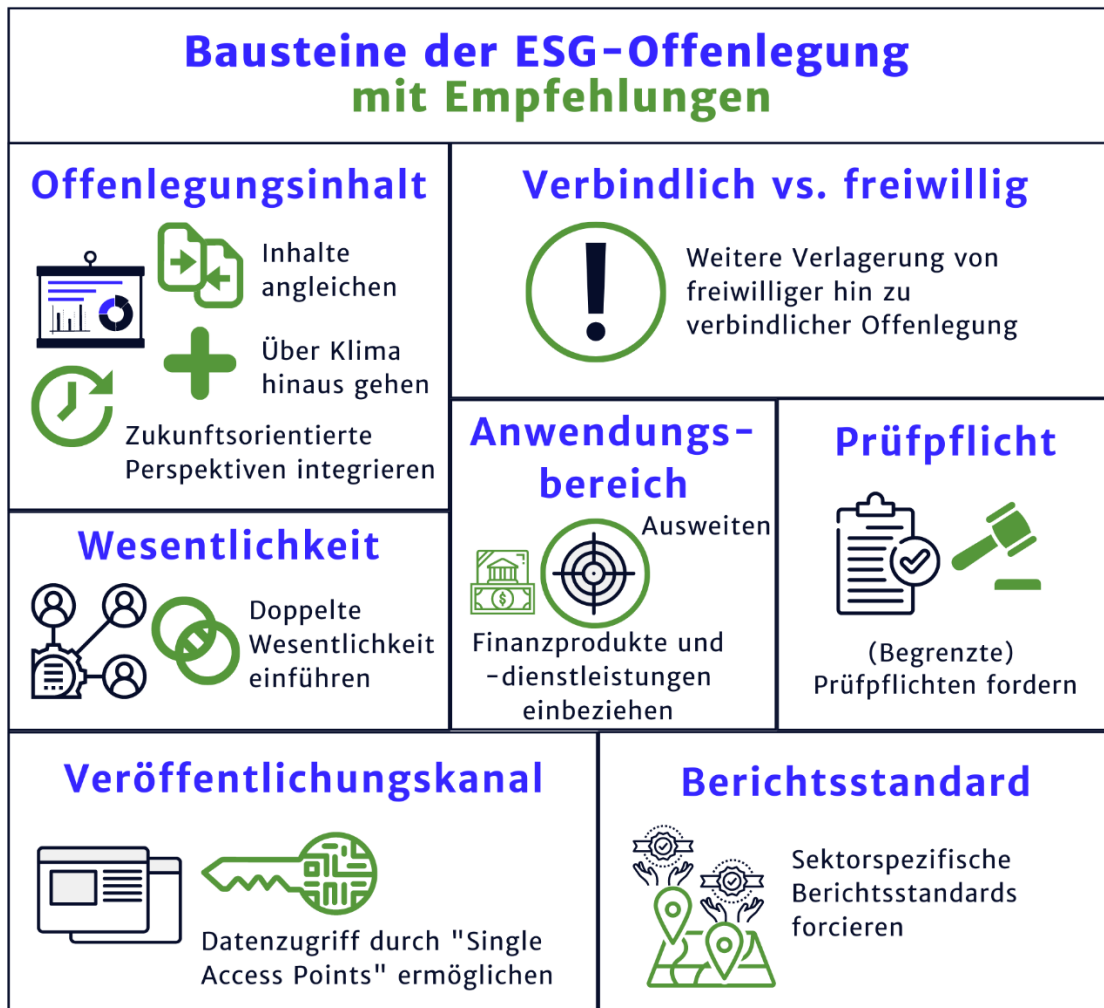 Bausteine der ESG-Offenlegung
mit Empfehlungen
Offenlegungsinhalt
Inhalte
angleichen
Über Klima
hinaus gehen
Zukunftsorientierte
Perspektiven integrieren
Verbindlich vs. freiwillig
Weitere Verlagerung von
freiwilliger hin zu
verbindlicher Offenlegung
Wesentlichkeit
Doppelte
Wesentlichkeit
einführen
Anwendungs-
bereich
Ausweiten
Finanzprodukte und
-dienstleistungen
einbeziehen
Prüfpflicht
(Begrenzte)
Prüfpflichten fordern
Veröffentlichungskanal
Datenzugriff durch "Single
Access Points" ermöglichen
Berichtsstandard
Sektorspezifische
Berichtsstandards
forcieren